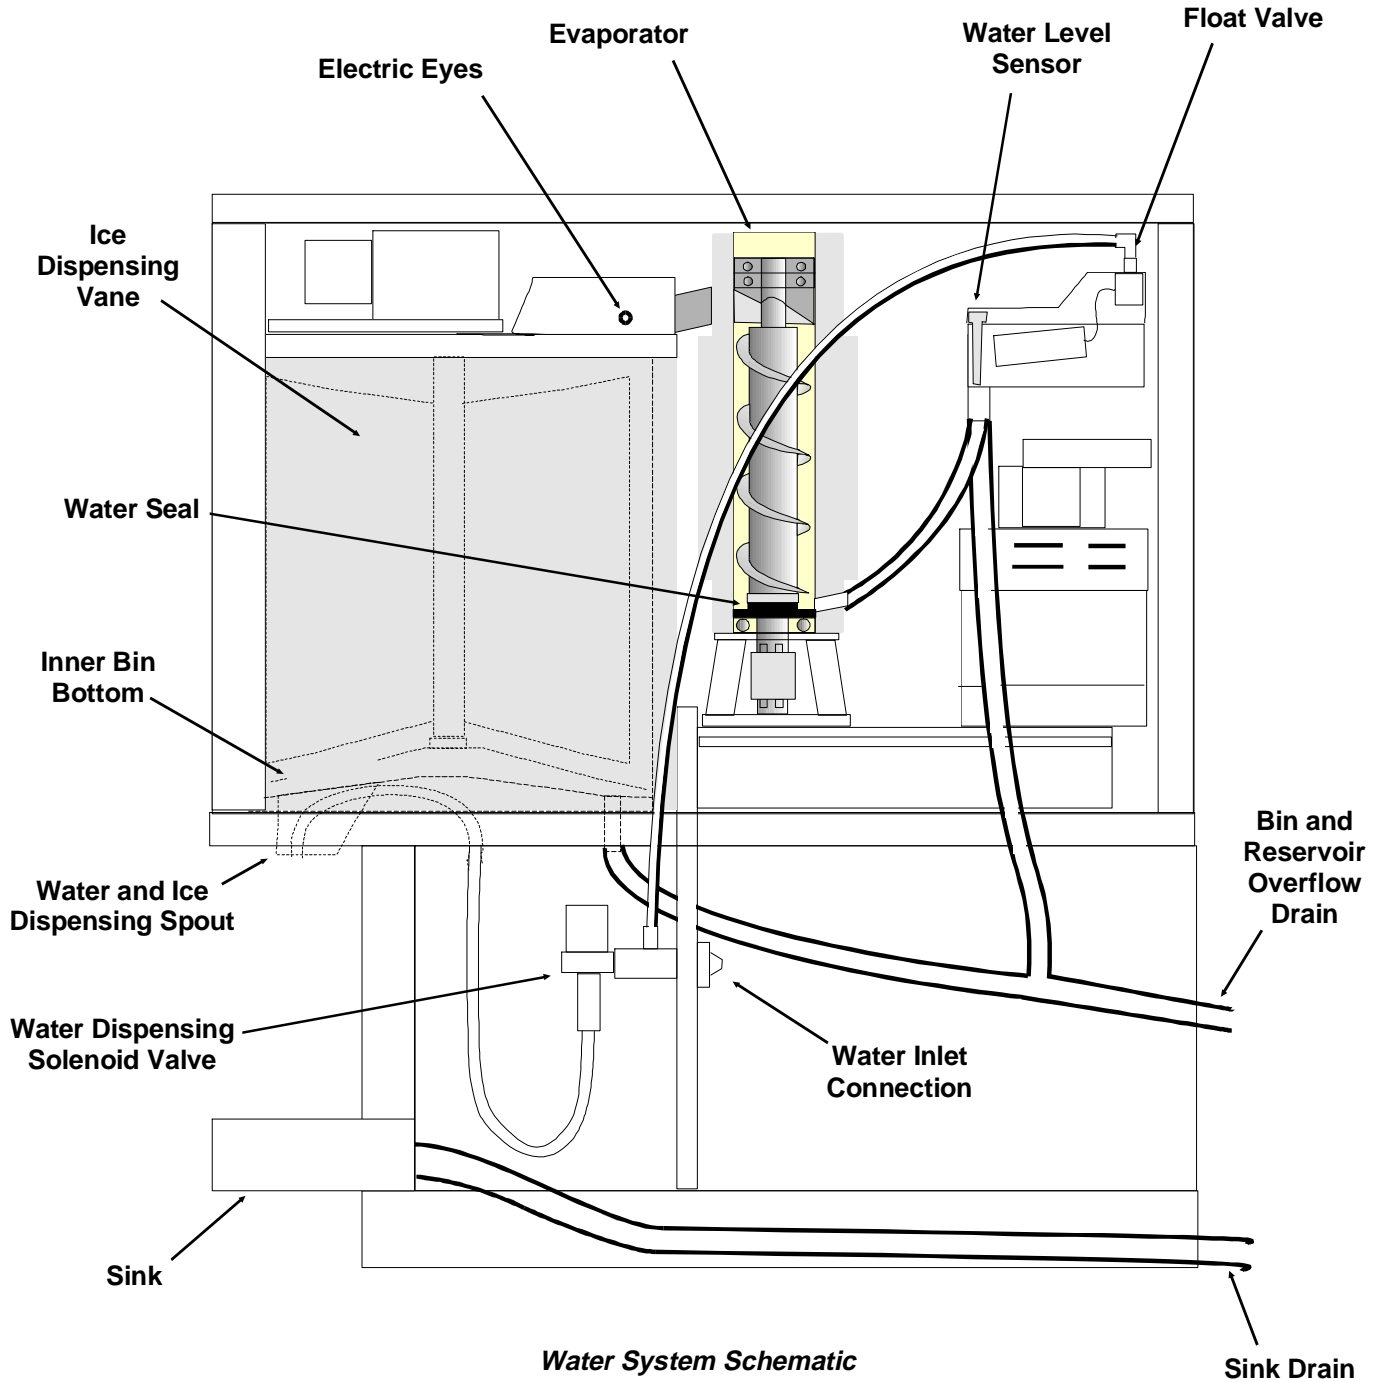 Float Valve
Evaporator
Water Level
Sensor
Electric Eyes
Ice
Dispensing
Vane
Water Seal
Inner Bin
Bottom
Bin and
Reservoir
Overflow
Drain
Water and Ice
Dispensing Spout
Water Dispensing
Solenoid Valve
Water Inlet
Connection
Sink
Water System Schematic
Sink Drain